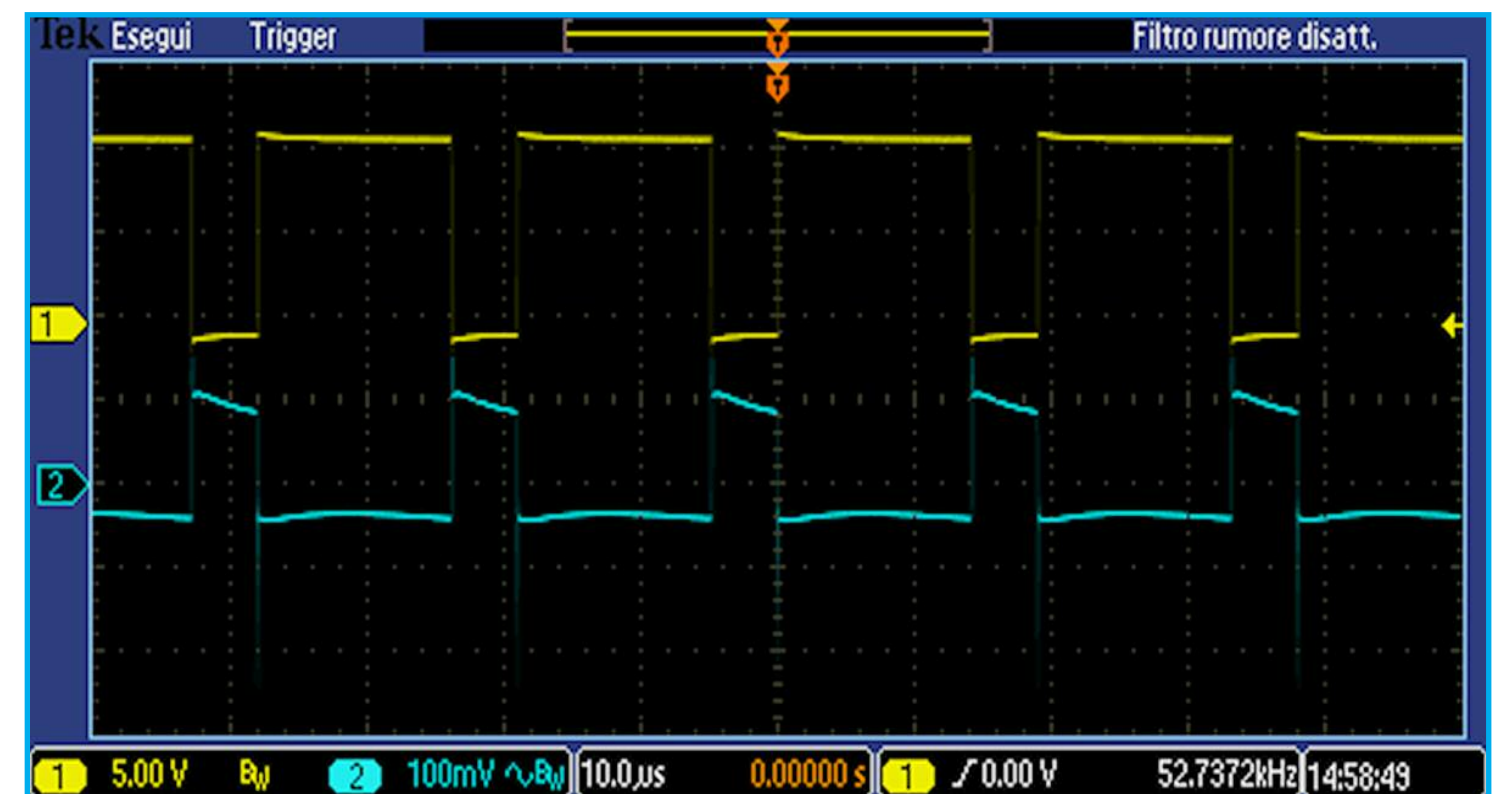 Tek Esegui Trigger Filtro rumore disatt.
T
T
1
2
1 5.00 V BW 2 100mV BW 10.0µs 0.00000 s 1 0.00 V 52.7372kHz 14:58:49